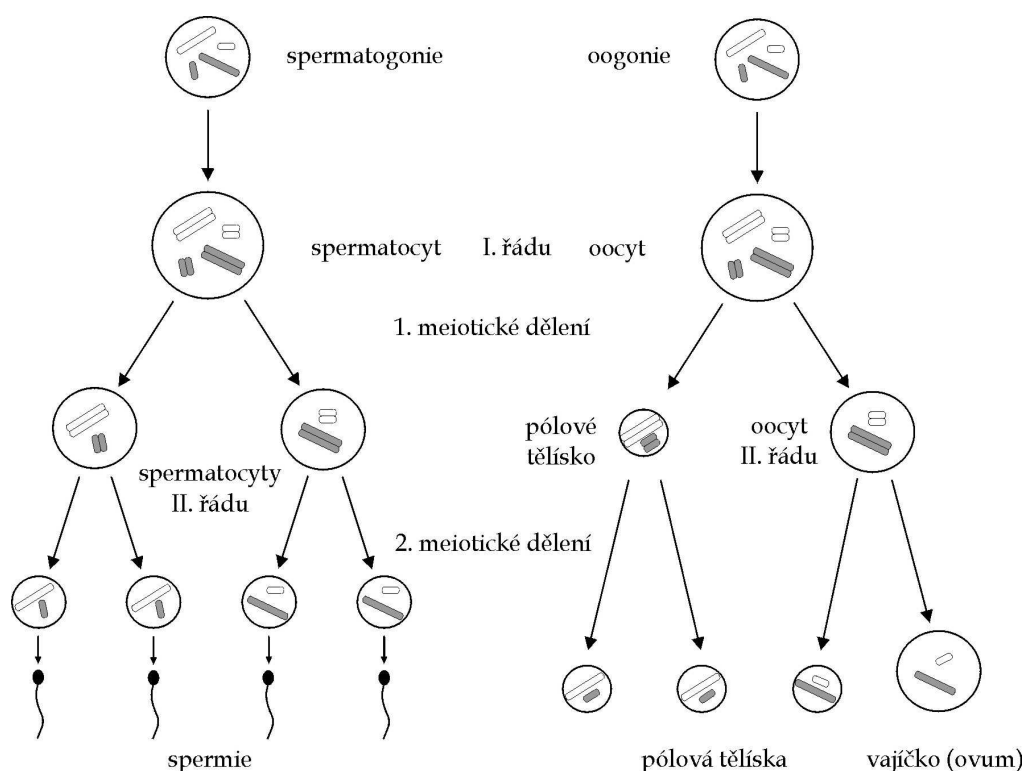 spermatogonie oogonie
spermatocyt I. řádu oocyt
1. meiotické dělení
pólové
tělísko
oocyt
II. řádu
spermatocyty
II. řádu
2. meiotické dělení
spermie
pólová tělíska
vajíčko (ovum)